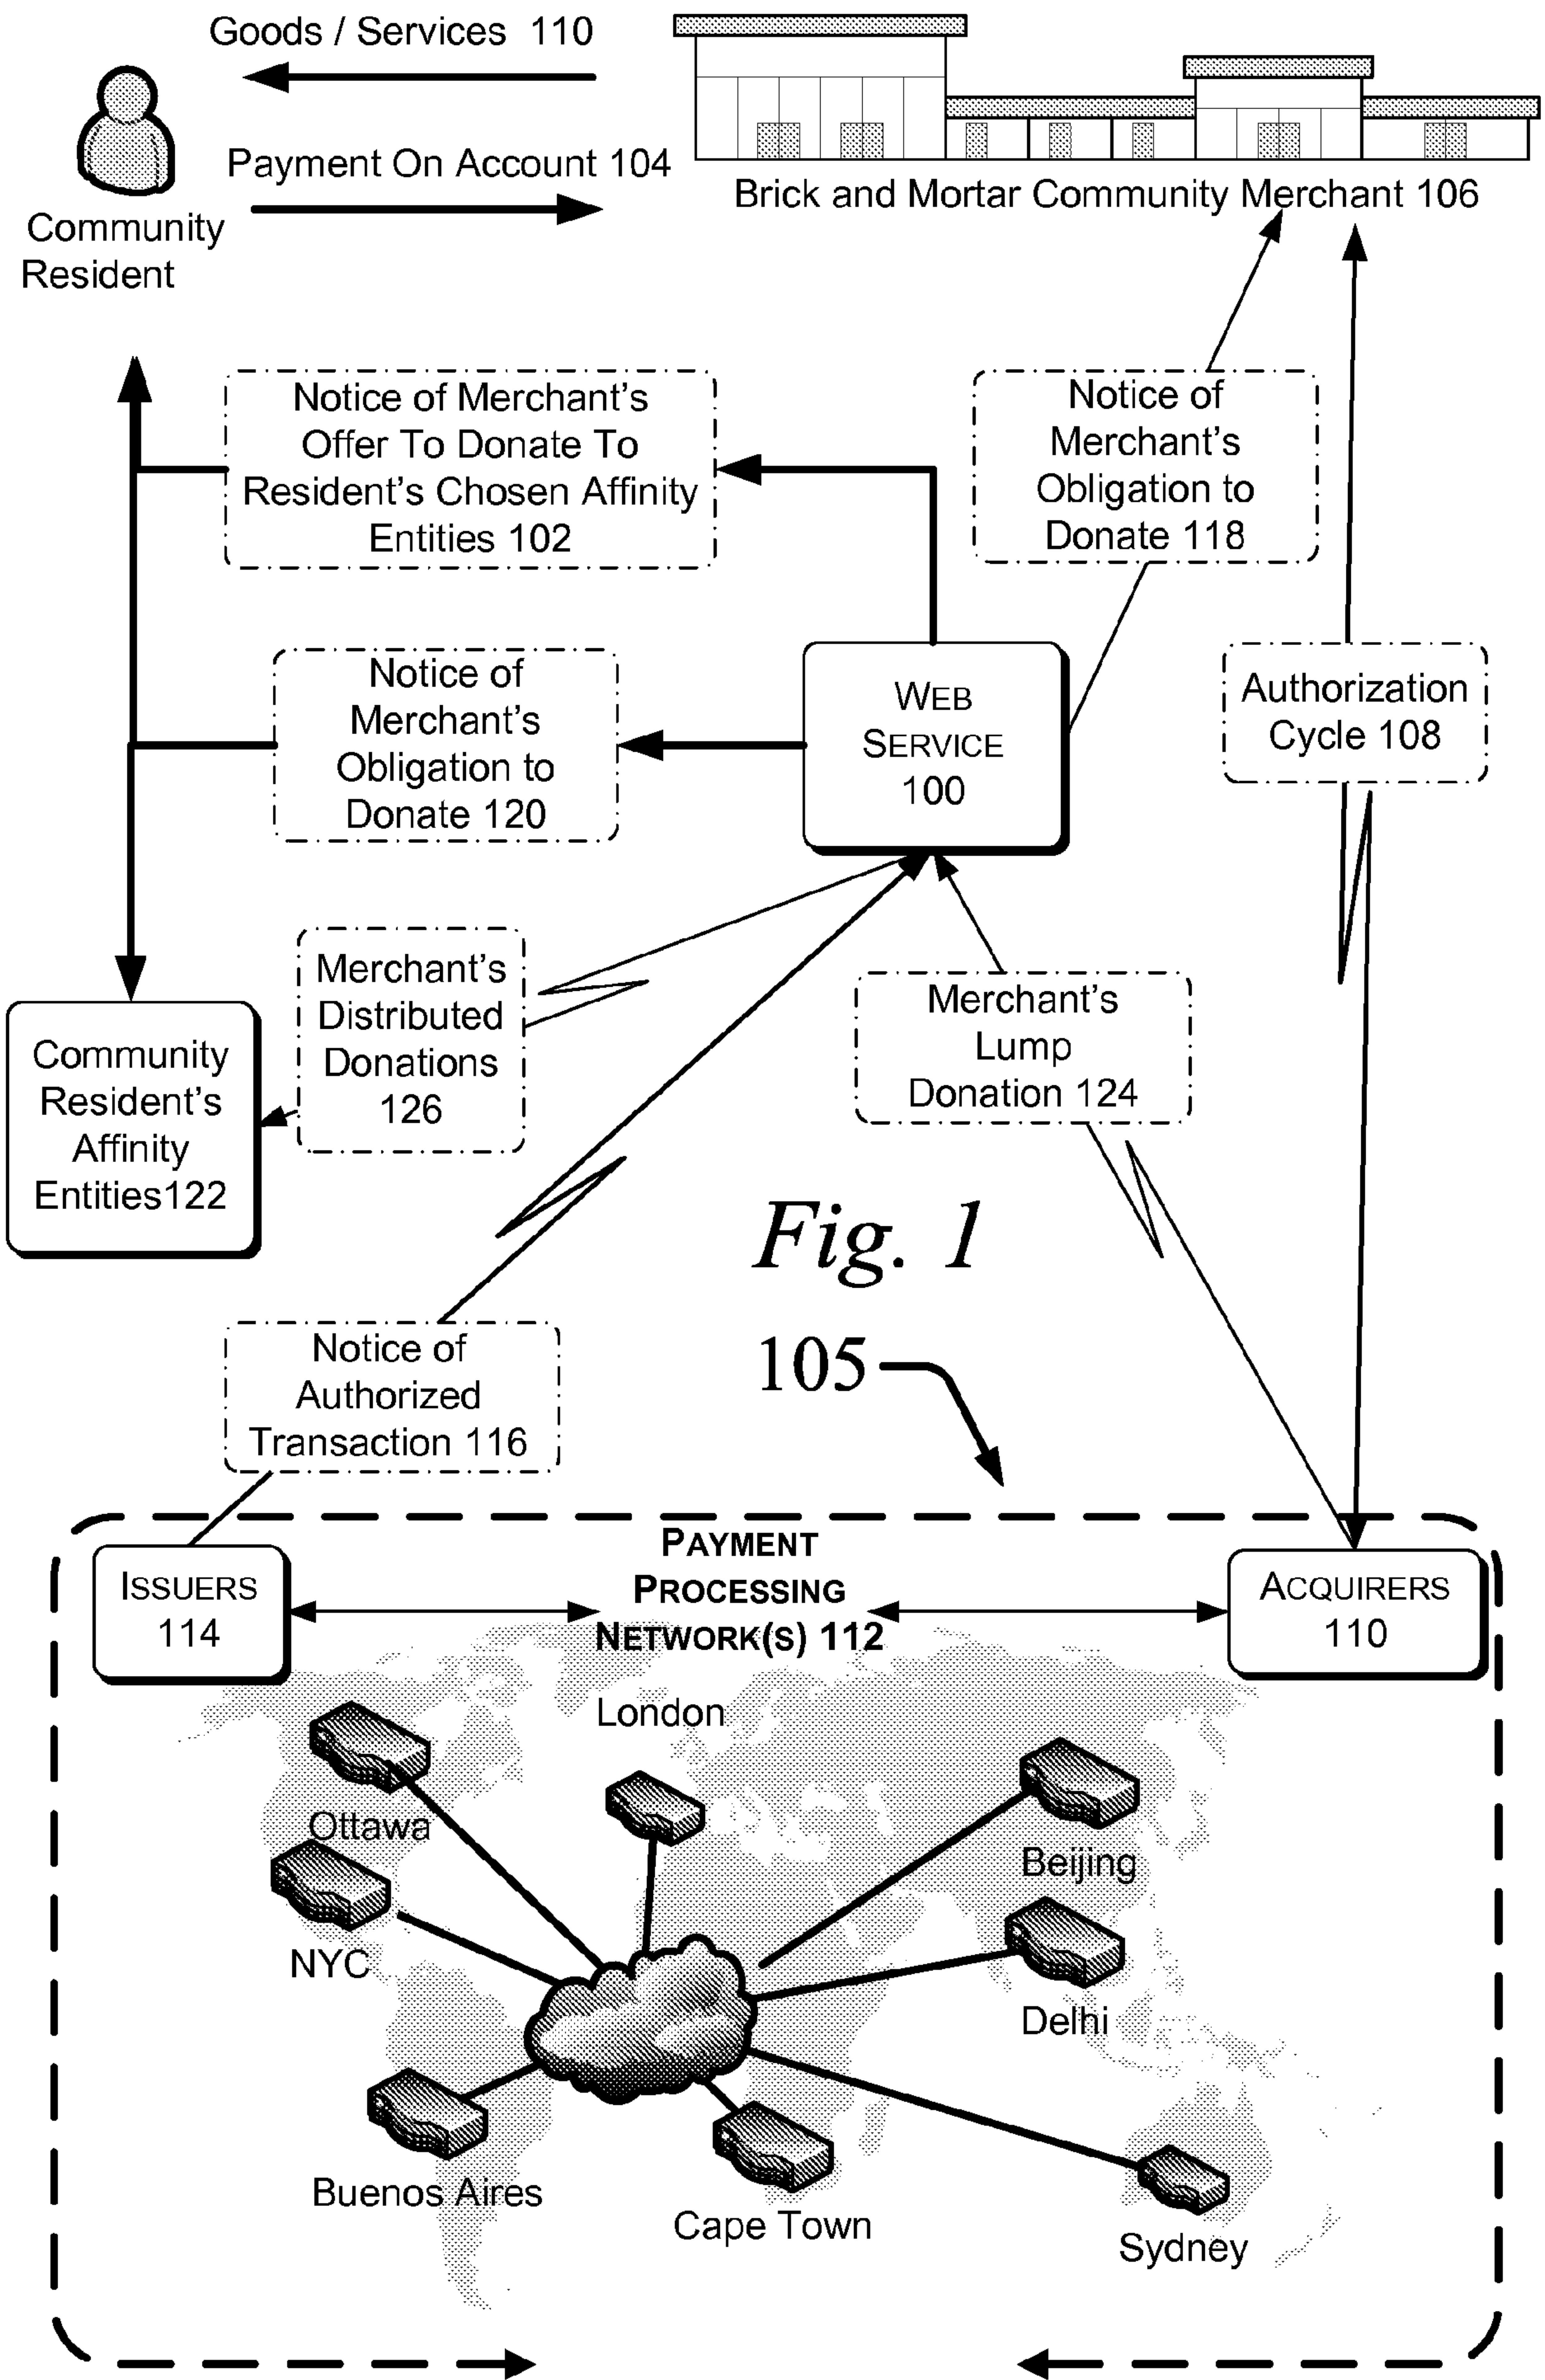 Goods / Services 110
Payment On Account 104
Community
Resident
Brick and Mortar Community Merchant 106
Notice of Merchant's
Offer To Donate To
Resident's Chosen Affinity
Entities 102
Notice of
Merchant's
Obligation to
Donate 118
Notice of
Merchant's
Obligation to
Donate 120
WEB
SERVICE
100
Authorization
Cycle 108
Merchant's
Distributed
Donations
126
Merchant's
Lump
Donation 124
Community
Resident's
Affinity
Entities122
Fig. 1
105
Notice of
Authorized
Transaction 116
PAYMENT
PROCESSING
NETWORK(S) 112
ISSUERS
114
ACQUIRERS
110
London
Ottawa
Beijing
NYC
Delhi
Buenos Aires
Cape Town
Sydney